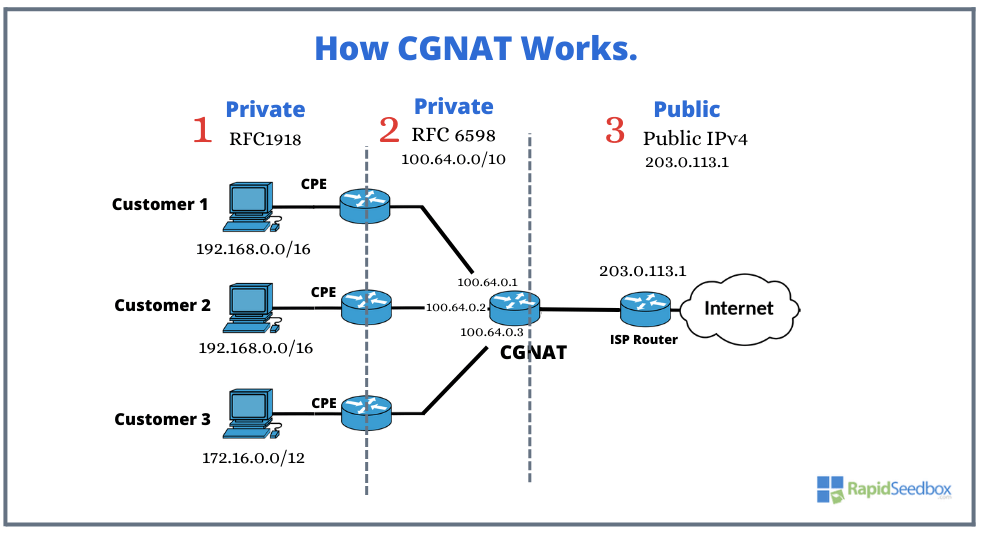 How CGNAT Works.
1
Private
RFC1918
2
Private
RFC 6598
100.64.0.0/10
3
Public
Public IPv4
203.0.113.1
Customer 1
CPE
192.168.0.0/16
100.64.0.1
Customer 2
CPE
192.168.0.0/16
100.64.0.2
100.64.0.3
CGNAT
203.0.113.1
ISP Router
Internet
Customer 3
CPE
172.16.0.0/12
RapidSeedbox
.com